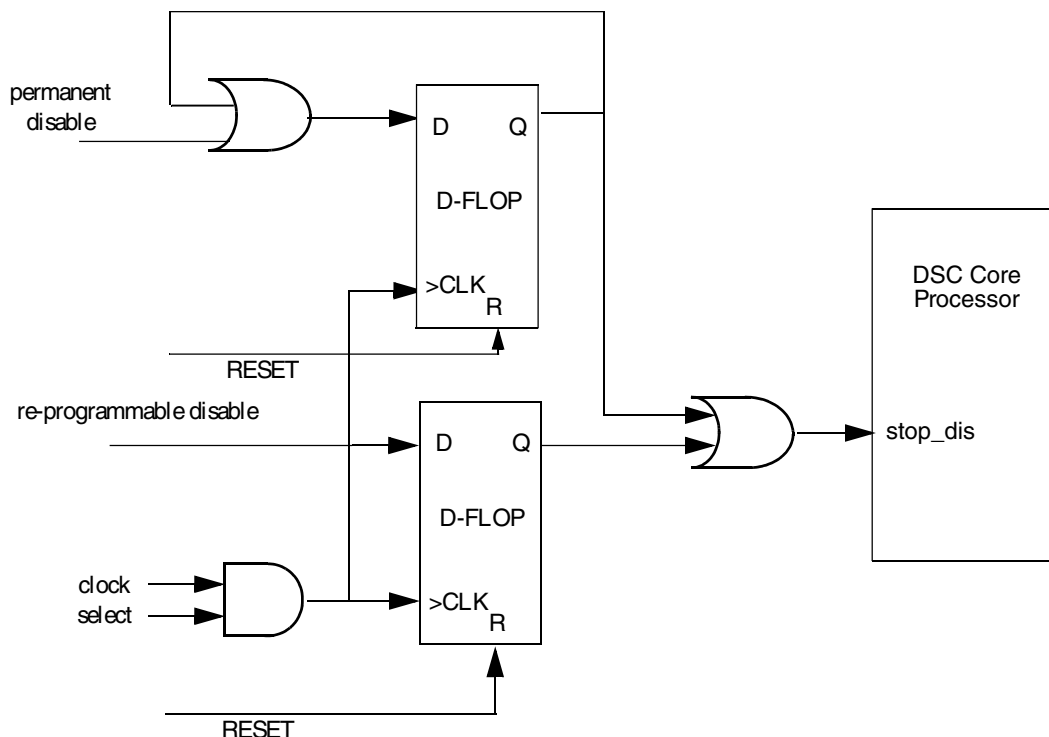 permanent
disable
D Q
D-FLOP
>CLK
R
RESET
DSC Core
Processor
re-programmable disable
D Q
stop_dis
D-FLOP
clock
select
>CLK
R
RESET